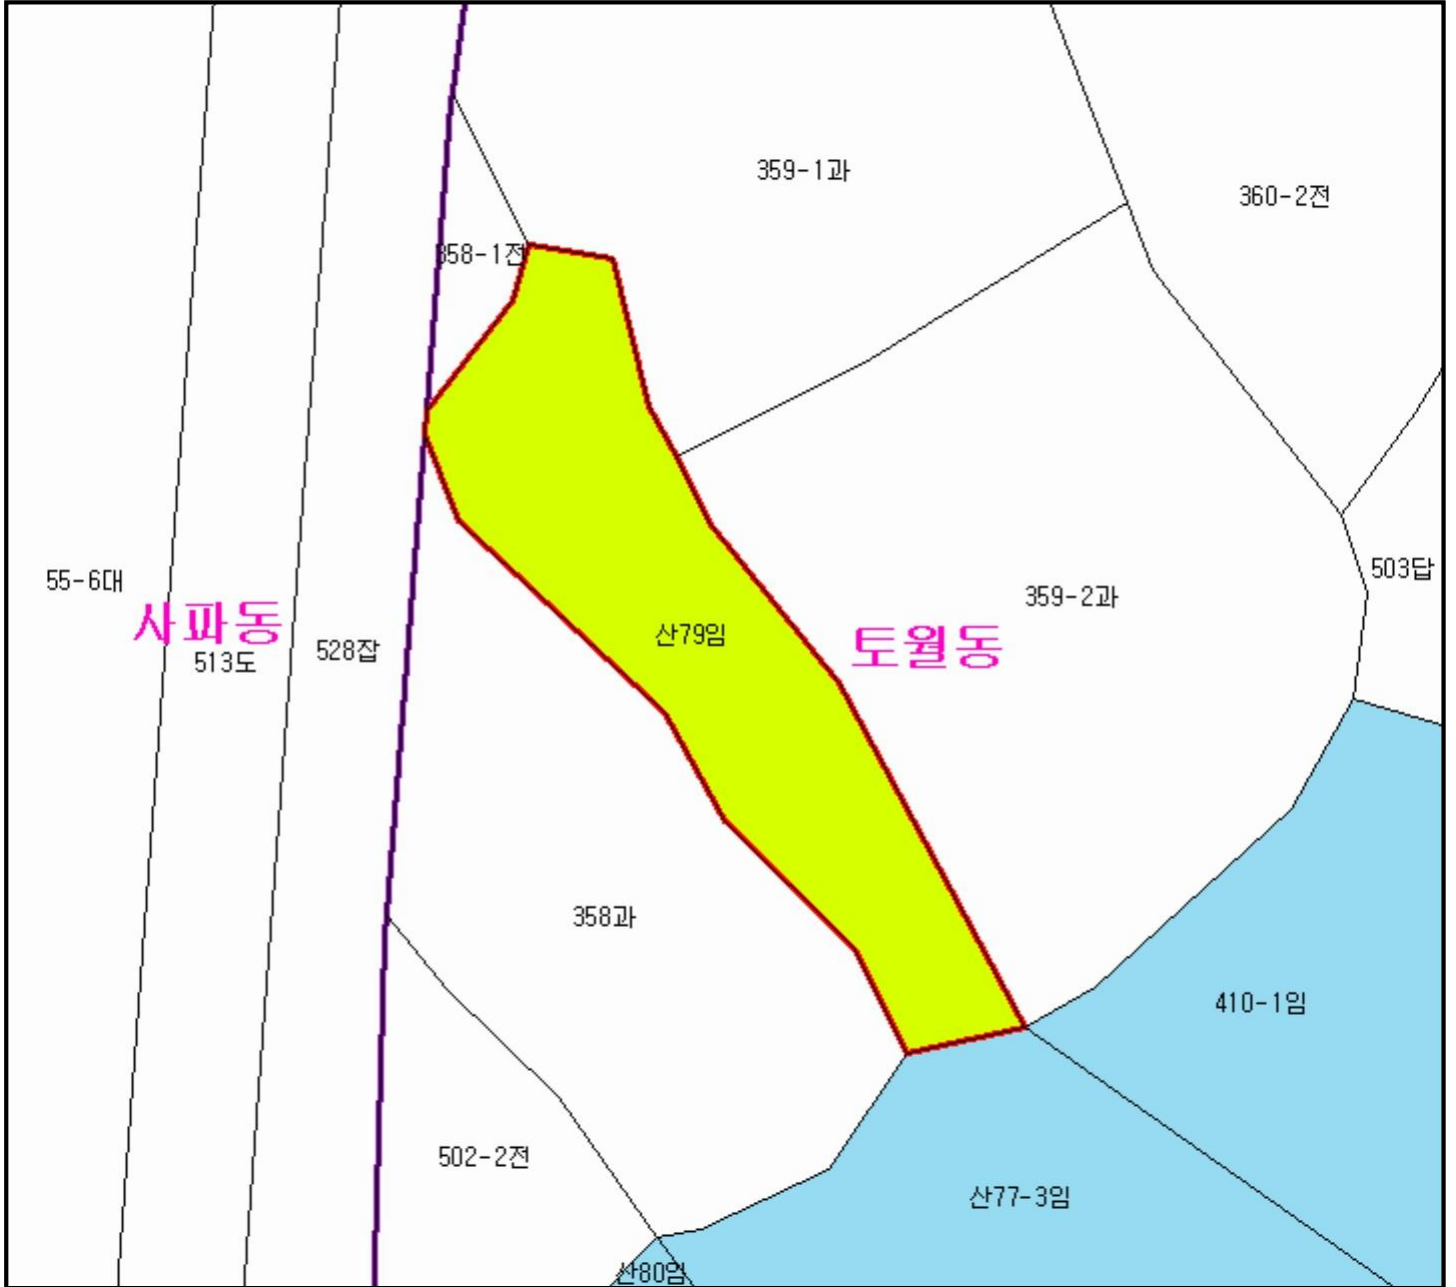 359-1과
360-2전
358-1전
503답
55-6대
359-2과
사파동
산79임
토월동
528잡
513도
358과
410-1임
502-2전
산77-3임
산80임